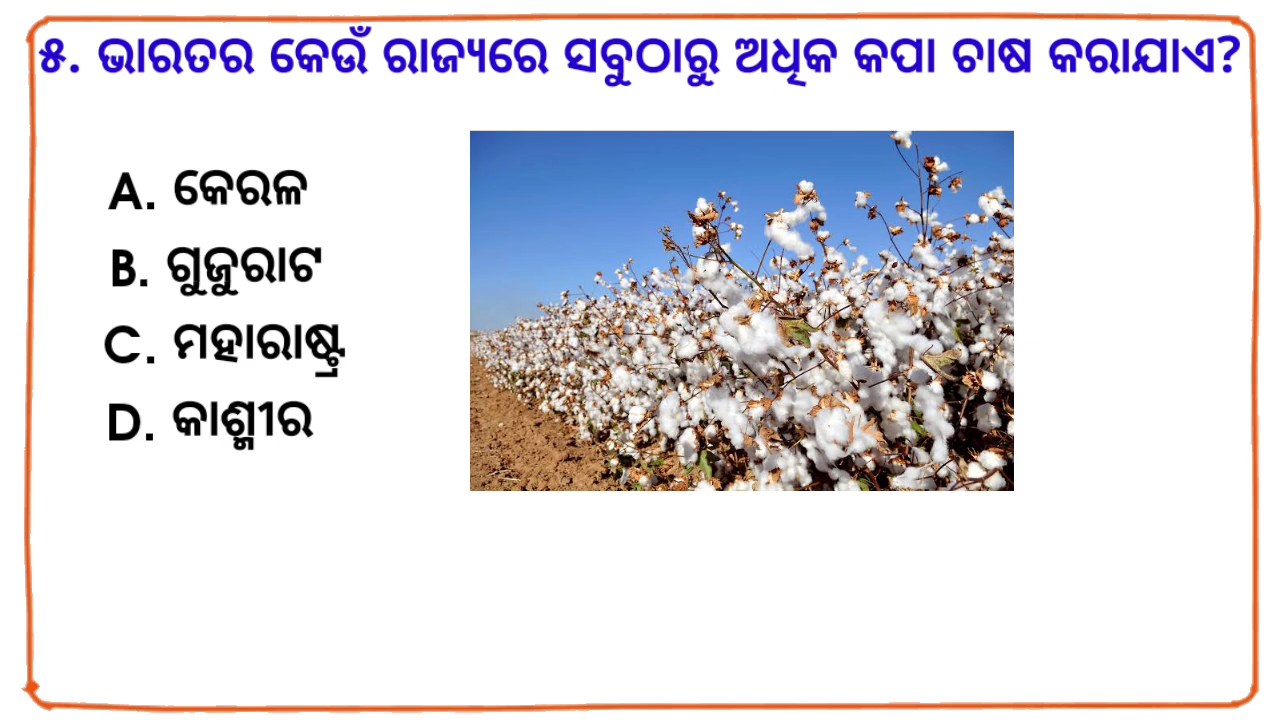 ୫. ଭାରତର କେଉଁ ରାଜ୍ୟରେ ସବୁଠାରୁ ଅଧିକ କପା ଚାଷ କରାଯାଏ?
A. କେରଳ
B. ଗୁଜୁରାଟ
C. ମହାରାଷ୍ଟ୍ର
D. କାଶ୍ମୀର